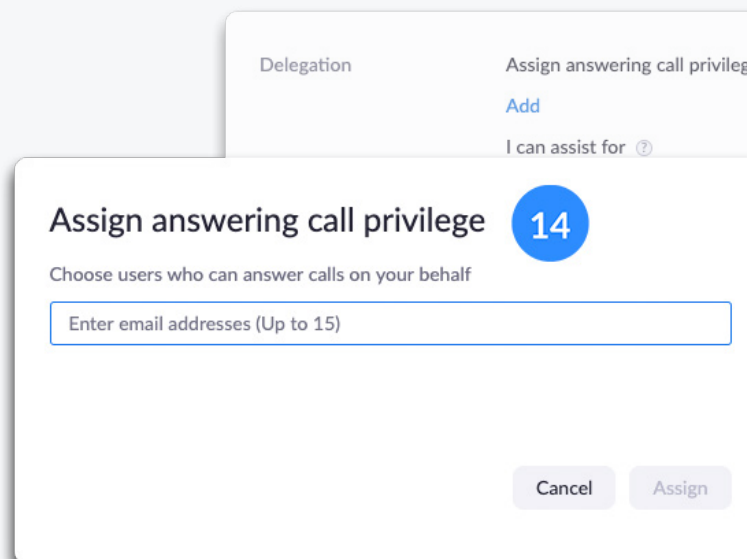 Delegation
Assign answering call
Add
I can assist for ?
Assign answering call privilege
14
Choose users who can answer calls on your behalf
Enter email addresses (Up to 15)
Cancel
Assign